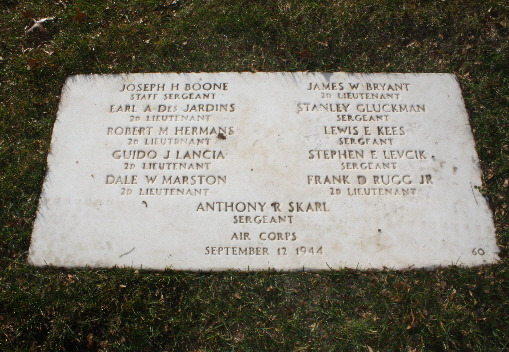 JOSEPH H BOONE JAMES W BRYANT
STAFF SERGEANT 2D LIEUTENANT
EARL A DES JARDINS STANLEY GLUCKMAN
2D LIEUTENANT SERGEANT
ROBERT M HERMANS LEWIS E KEES
2D LIEUTENANT SERGEANT
GUIDO J LANCIA STEPHEN E LEVCIK
2D LIEUTENANT SERGEANT
DALE W MARSTON FRANK D RUGG JR
2D LIEUTENANT 2D LIEUTENANT
ANTHONY R SKARL
SERGEANT
AIR CORPS
SEPTEMBER 12 1944
60